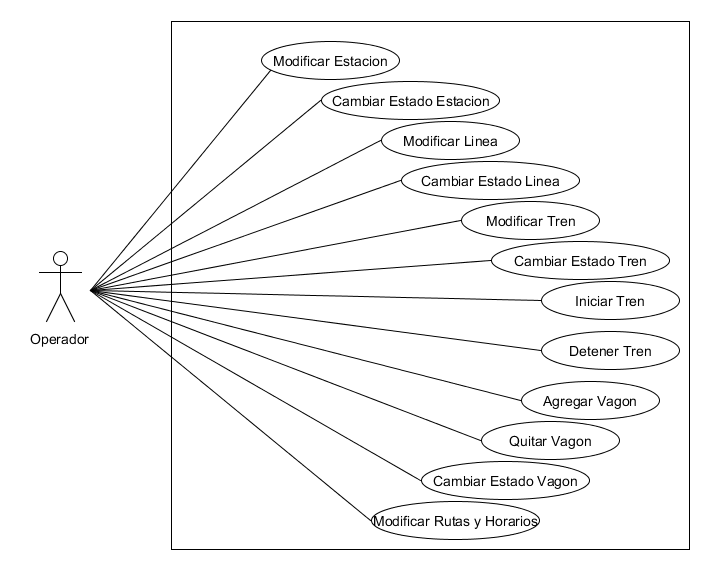 Modificar Estacion
Cambiar Estado Estacion
Modificar Linea
Cambiar Estado Linea
Modificar Tren
Cambiar Estado Tren
Iniciar Tren
Operador
Detener Tren
Agregar Vagon
Quitar Vagon
Cambiar Estado Vagon
Modificar Rutas y Horarios